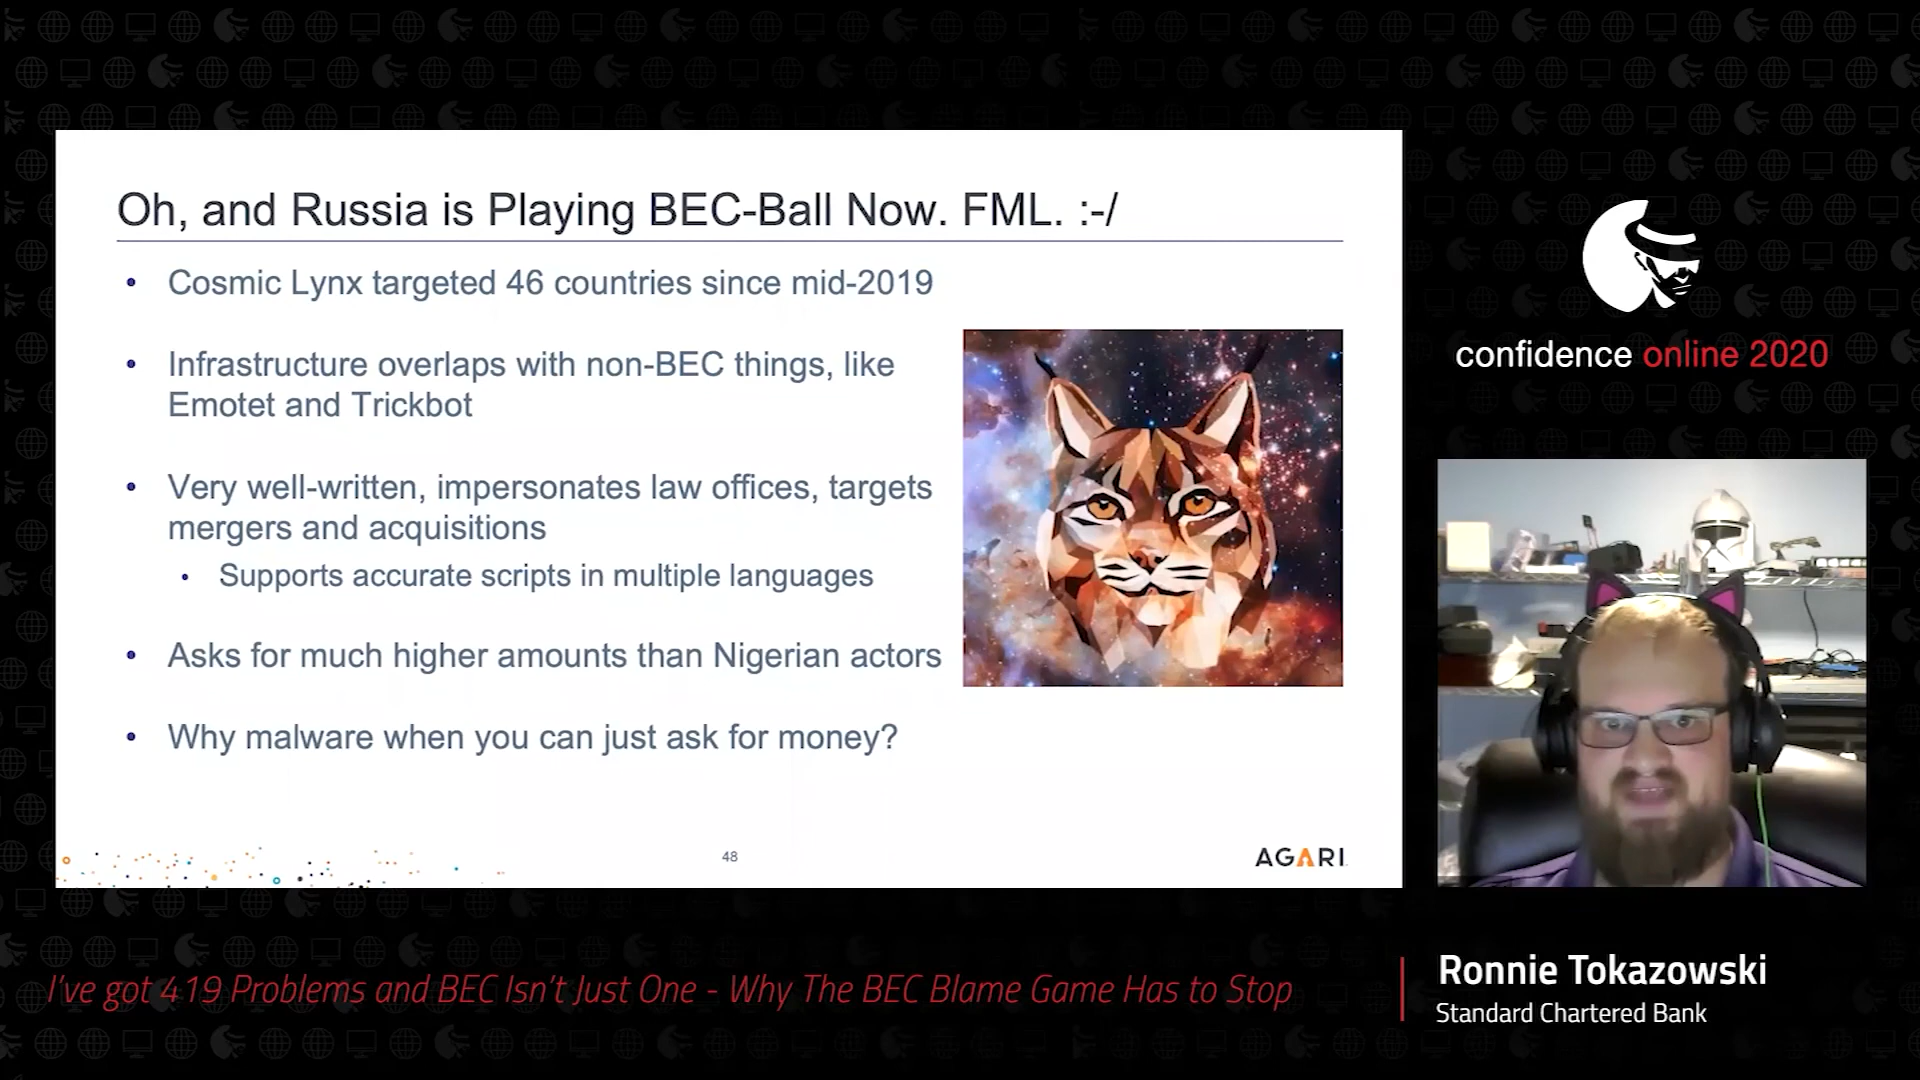 Oh, and Russia is Playing BEC-Ball Now. FML. :-/
• Cosmic Lynx targeted 46 countries since mid-2019
• Infrastructure overlaps with non-BEC things, like
Emotet and Trickbot
• Very well-written, impersonates law offices, targets
mergers and acquisitions
• Supports accurate scripts in multiple languages
• Asks for much higher amounts than Nigerian actors
• Why malware when you can just ask for money?
48
AGARI
confidence online 2020
I've got 419 Problems and BEC Isn't Just One - Why The BEC Blame Game Has to Stop
Ronnie Tokazowski
Standard Chartered Bank